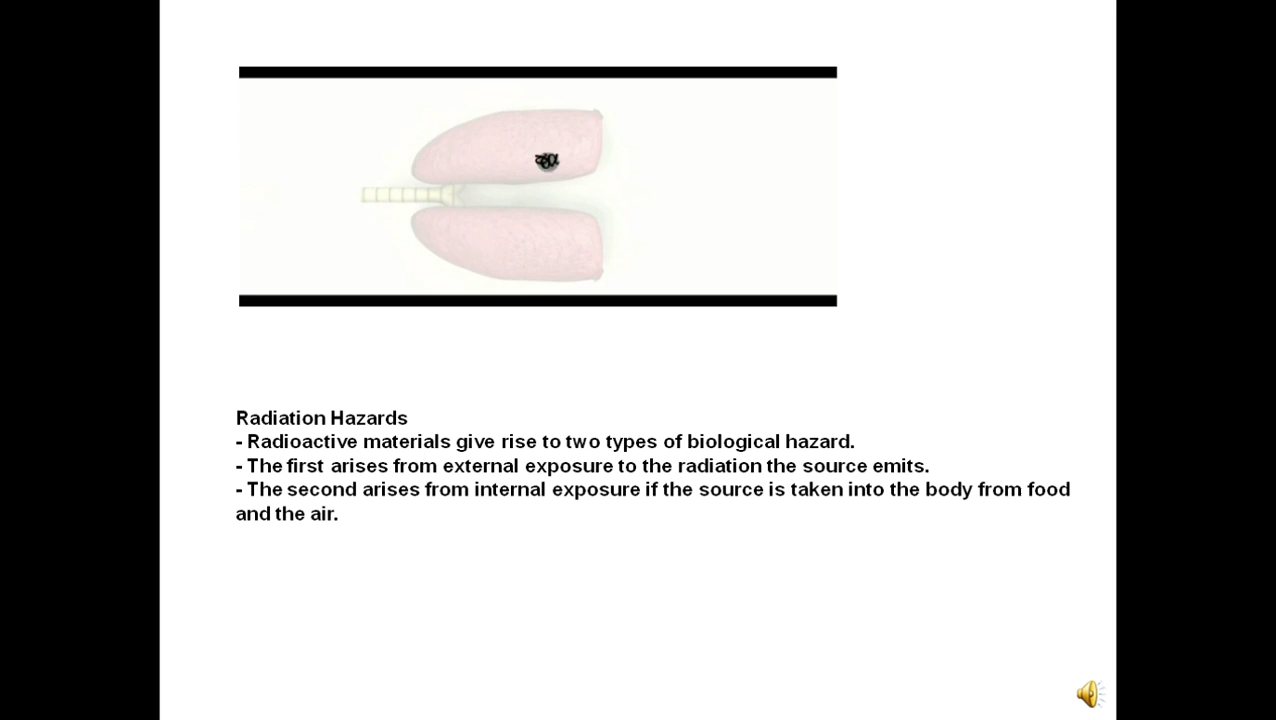 Radiation Hazards
- Radioactive materials give rise to two types of biological hazard.
- The first arises from external exposure to the radiation the source emits.
- The second arises from internal exposure if the source is taken into the body from food
and the air.